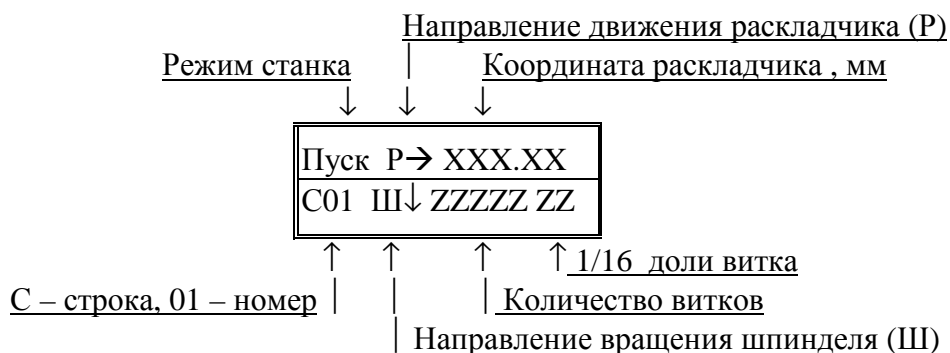 Направление движения раскладчика (Р)
Режим станка | Координата раскладчика , мм
↓ ↓ ↓
Пуск Р→ XXX.XX
С01 Ш↓ ZZZZZ ZZ
↑ ↑ ↑ ↑ 1/16 доли витка
С – строка, 01 – номер | | | Количество витков
| Направление вращения шпинделя (Ш)